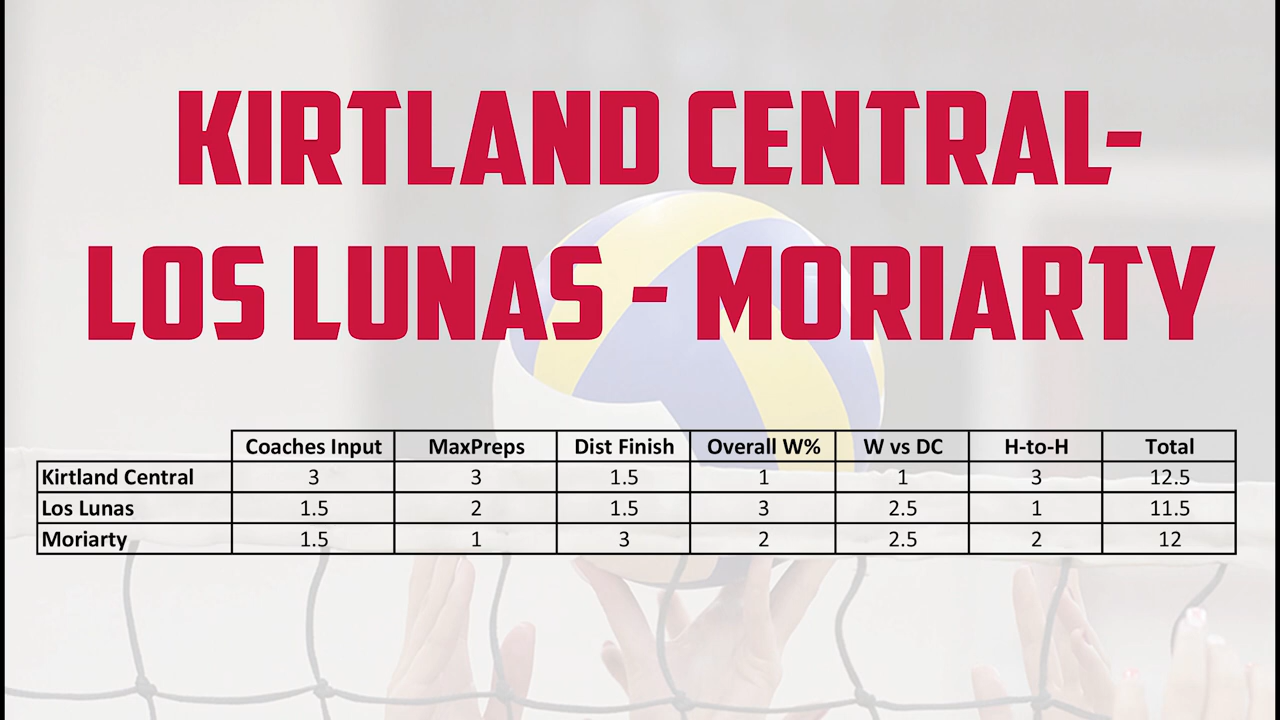 KIRTLAND CENTRAL-
LOS LUNAS - MORIARTY
Coaches Input MaxPreps Dist Finish Overall W% W vs DC H-to-H Total
Kirtland Central 3 3 1.5 1 1 3 12.5
Los Lunas 1.5 2 1.5 3 2.5 1 11.5
Moriarty 1.5 1 3 2 2.5 2 12